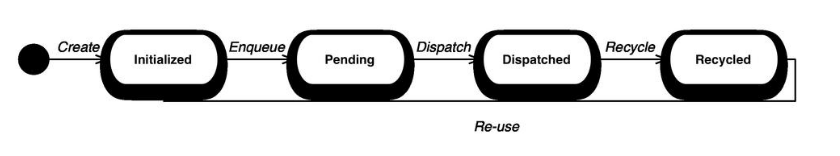 Create
Initialized
Enqueue
Pending
Dispatch
Dispatched
Recycle
Recycled
Re-use